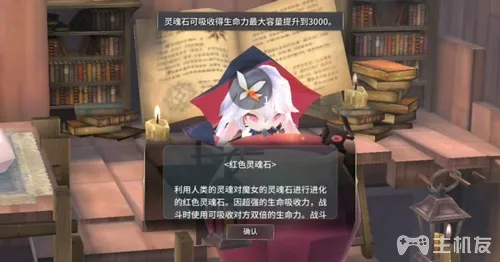 灵魂石可吸收得生命力最大容量提升到3000。
<红色灵魂石>
利用人类的灵魂对魔女的灵魂石进行进化
的红色灵魂石。因超强的生命吸收力，战
斗时使用可吸收对方双倍的生命力。战斗
确认
主机友